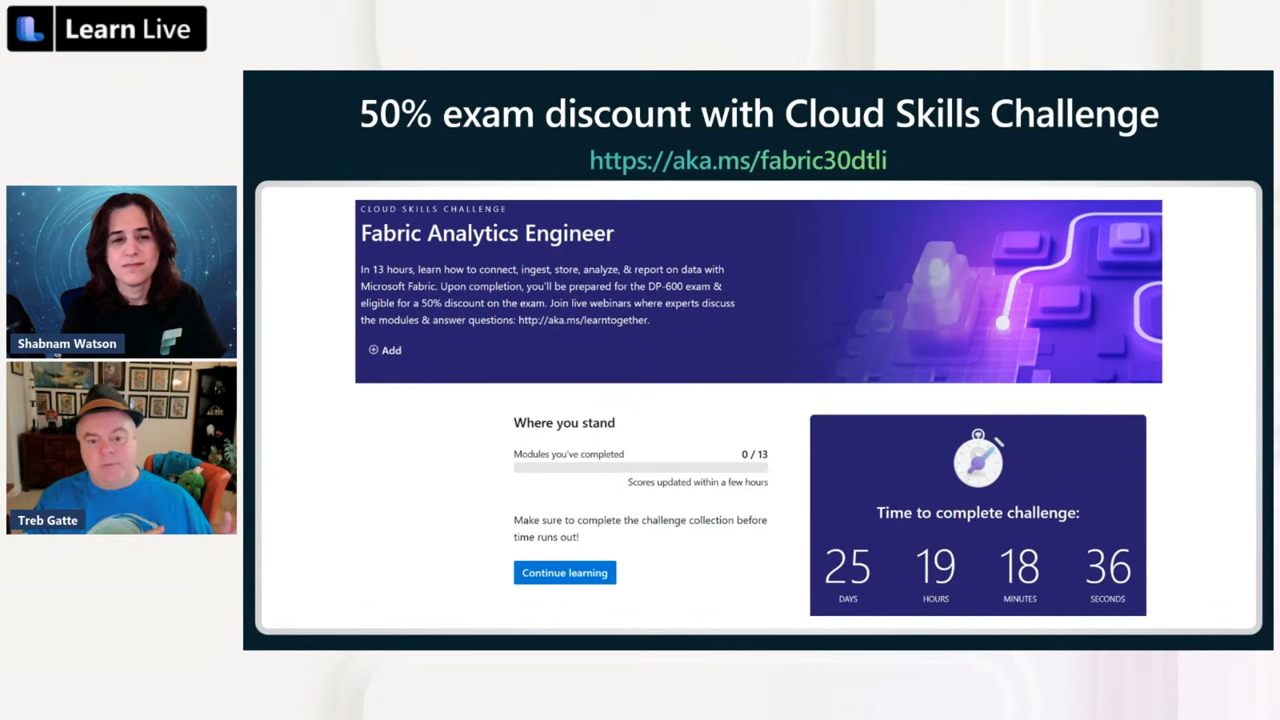 Learn Live
50% exam discount with Cloud Skills Challenge
https://aka.ms/fabric30dtli
CLOUD SKILLS CHALLENGE
Fabric Analytics Engineer
In 13 hours, learn how to connect, ingest, store, analyze, & report on data with
Microsoft Fabric. Upon completion, you'll be prepared for the DP-600 exam &
eligible for a 50% discount on the exam. Join live webinars where experts discuss
the modules & answer questions: http://aka.ms/learntogether.
Add
Shabnam Watson
Treb Gatte
Where you stand
Modules you've completed 0 / 13
Scores updated within a few hours
Make sure to complete the challenge collection before
time runs out!
Continue learning
Time to complete challenge:
25 19 18 36
DAYS HOURS MINUTES SECONDS